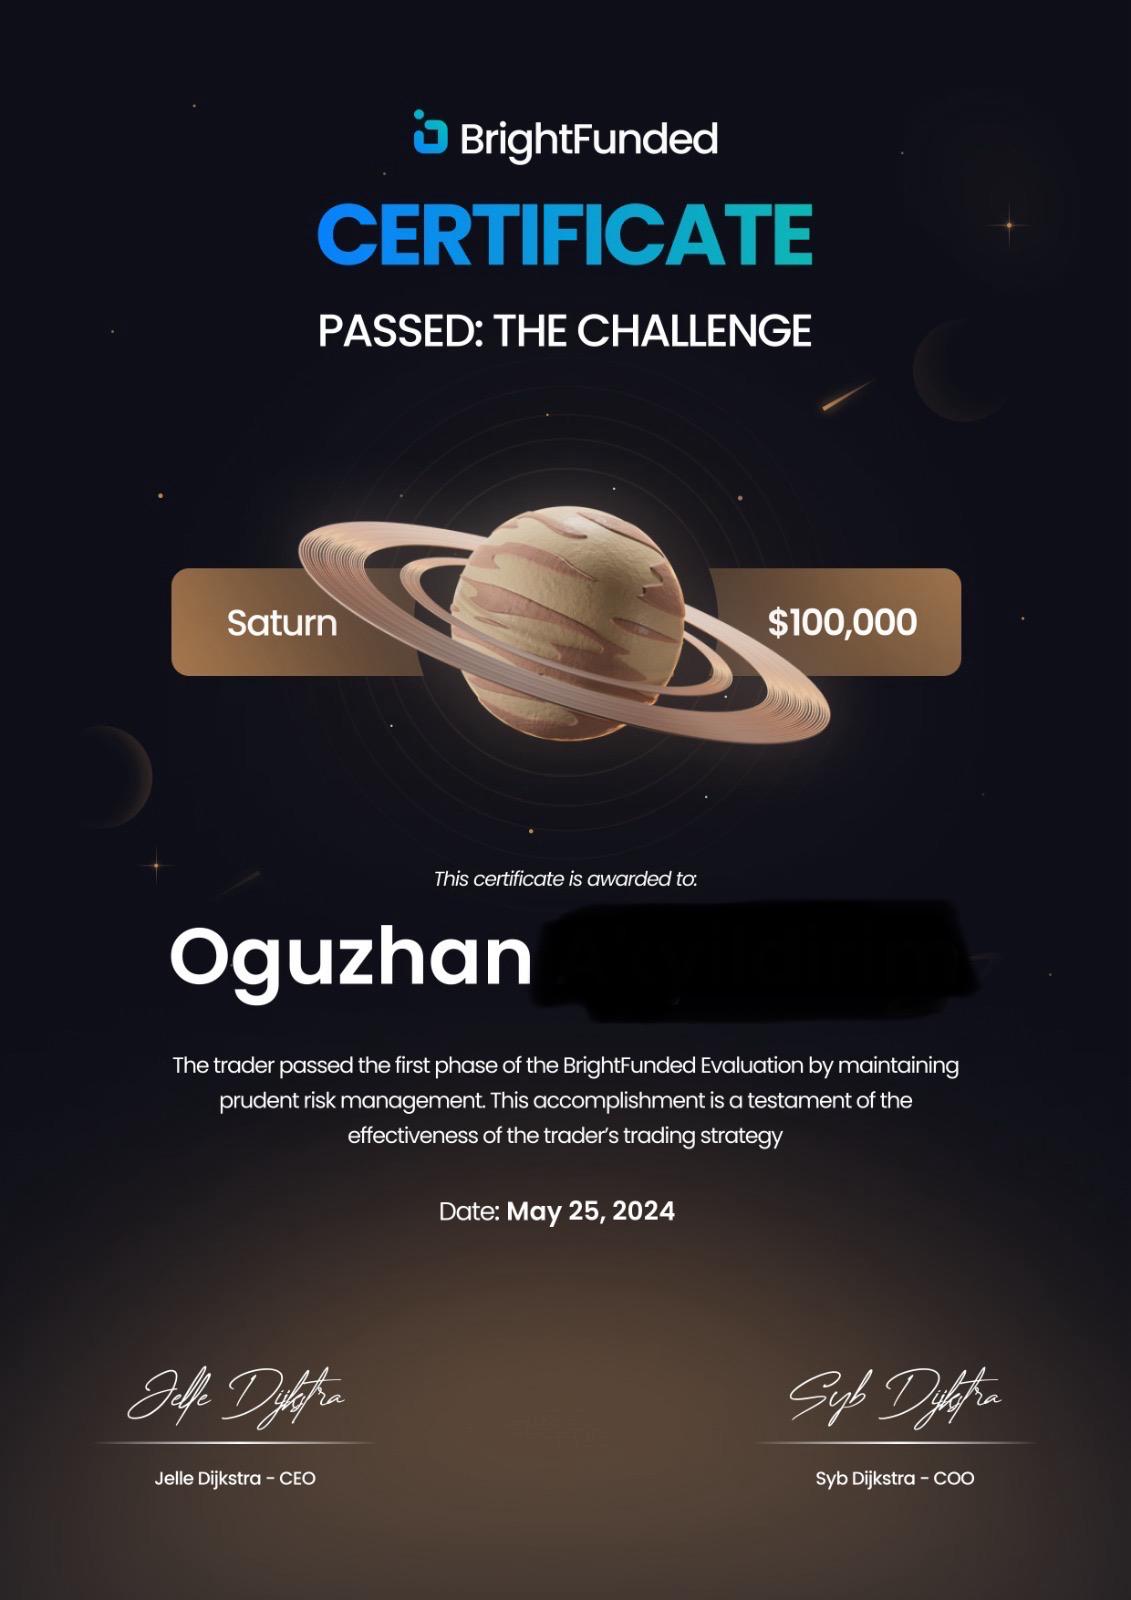 BrightFunded
CERTIFICATE
PASSED: THE CHALLENGE
Saturn
$100,000
This certificate is awarded to:
Oguzhan
The trader passed the first phase of the BrightFunded Evaluation by maintaining
prudent risk management. This accomplishment is a testament of the
effectiveness of the trader’s trading strategy
Date: May 25, 2024
Jelle Dijkstra
Syb Dijkstra
Jelle Dijkstra - CEO
Syb Dijkstra - COO